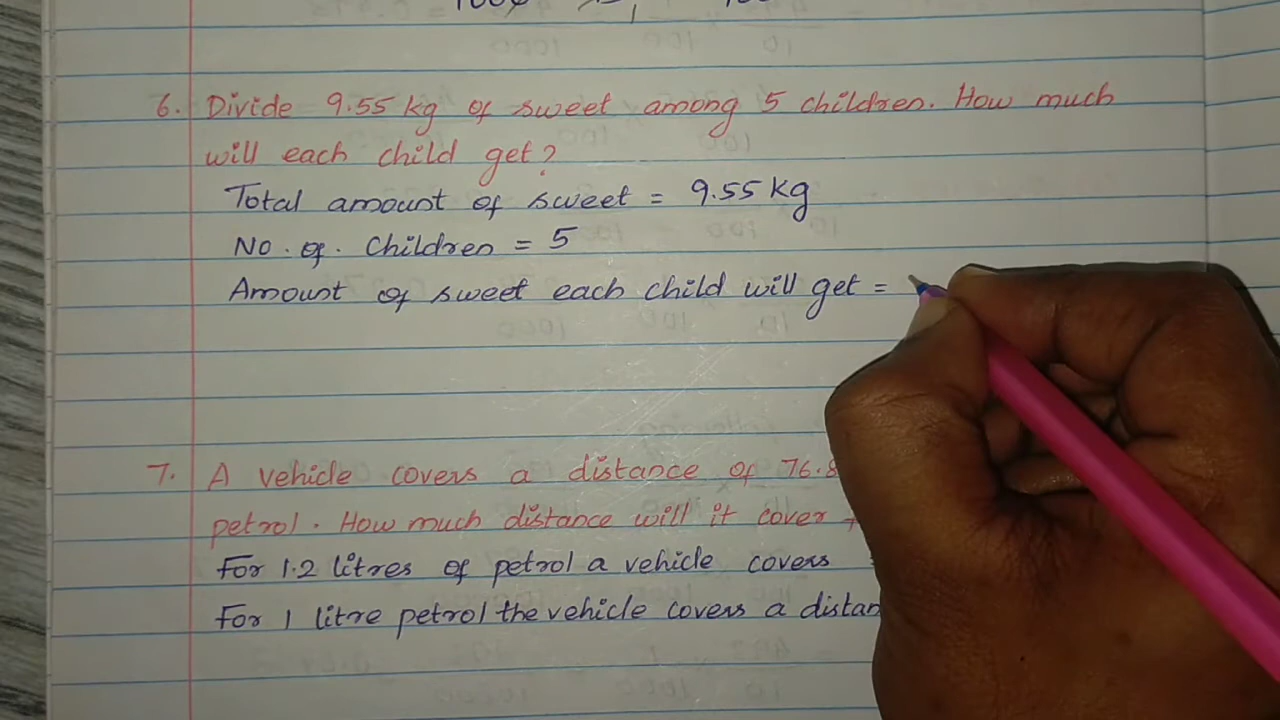 6. Divide 9.55 kg of sweet among 5 children. How much
will each child get?
Total amount of sweet = 9.55 kg
No. of. Children = 5
Amount of sweet each child will get =
7. A vehicle covers a distance of 76.8
petrol. How much distance will it cover
For 1.2 litres of petrol a vehicle covers
For 1 litre petrol the vehicle covers a